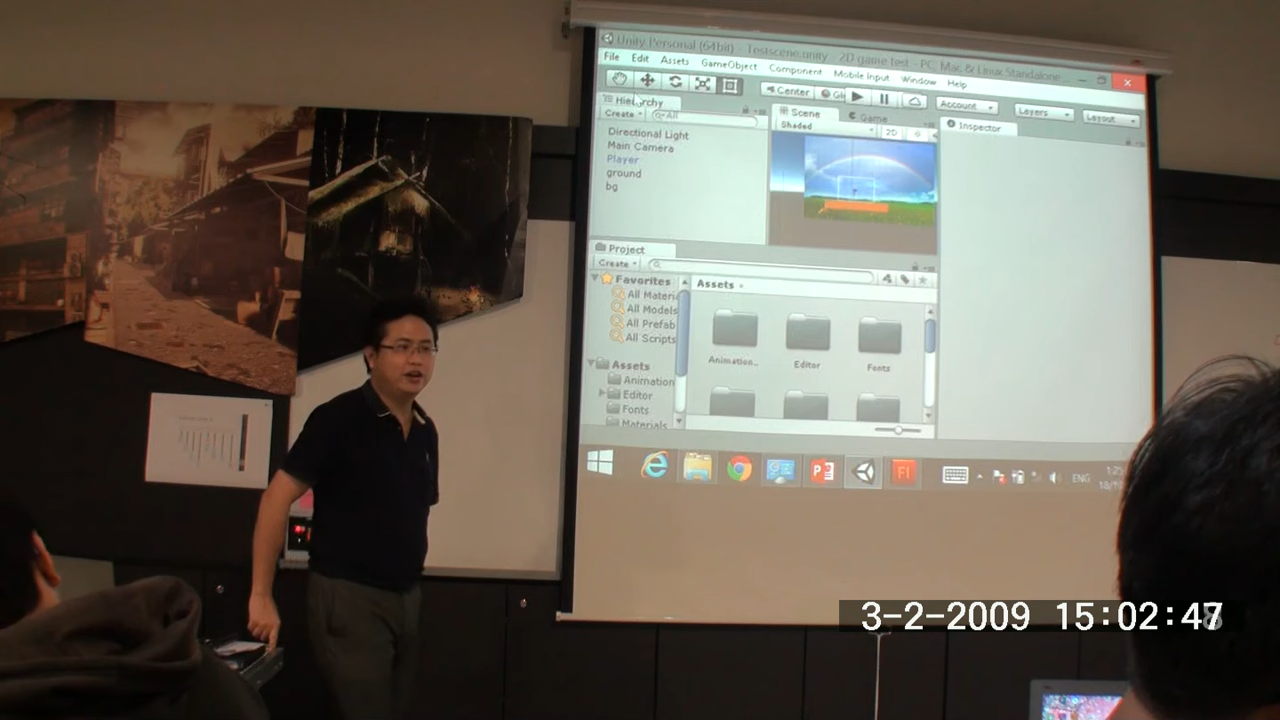 Unity Personal (64bit) - Testscene.unity - 2D game test - PC, Mac & Linux Standalone...
File Edit Assets GameObject Component Mobile Input Window Help
Center Account Layers Layout
Hierarchy
Create All
Directional Light
Main Camera
Player
ground
bg
Scene Game
Shaded 2D
Inspector
Project
Create
Favorites
All Materi
All Models
All Prefab
All Scripts
Assets
Animation
Editor
Fonts
Materials
Assets
Animation... Editor Fonts
ENG
3-2-2009 15:02:47